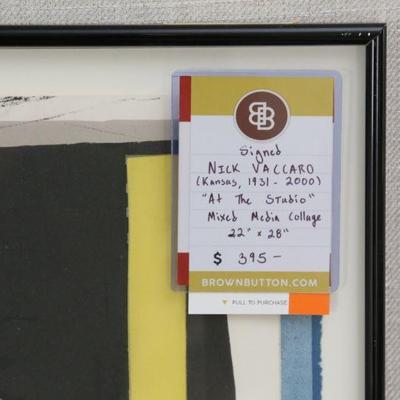 BB
Signed
NICK VACCARO
(Kansas, 1931 - 2000)
"At The Studio"
Mixed Media Collage
22" x 28"
$ 395 -
BROWNBUTTON.COM
▼ PULL TO PURCHASE